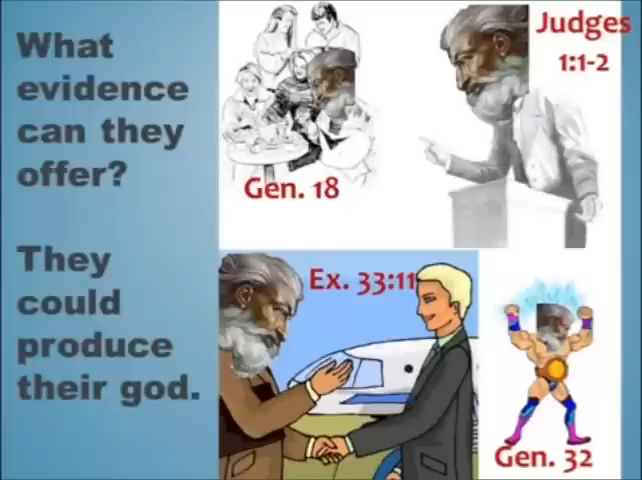 What
evidence
can they
offer?
They
could
produce
their god.
Gen. 18
Judges
1:1-2
Ex. 33:11
Gen. 32